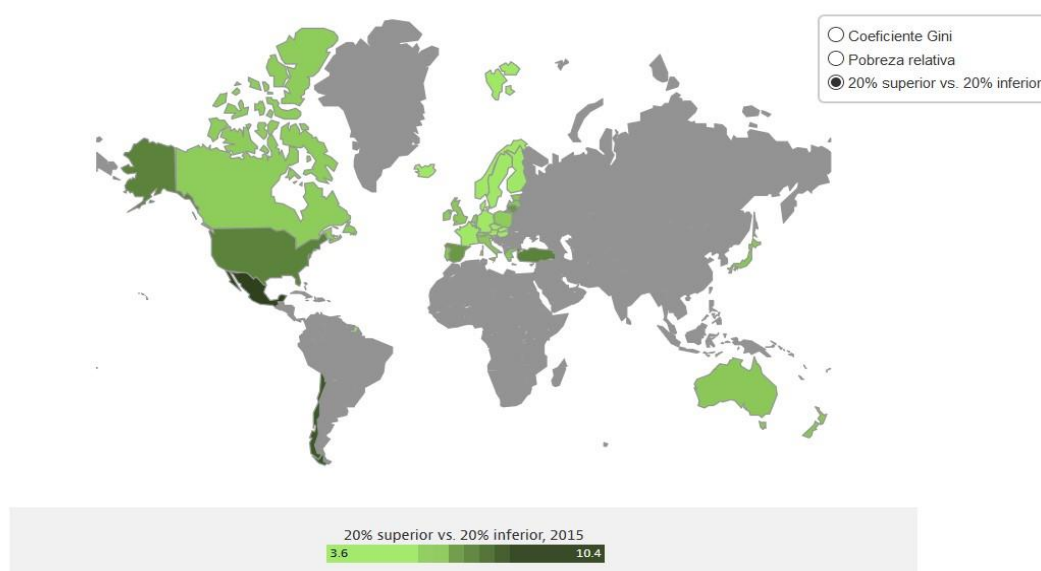 Coeficiente Gini
Pobreza relativa
20% superior vs. 20% inferior
20% superior vs. 20% inferior, 2015
3.6 10.4